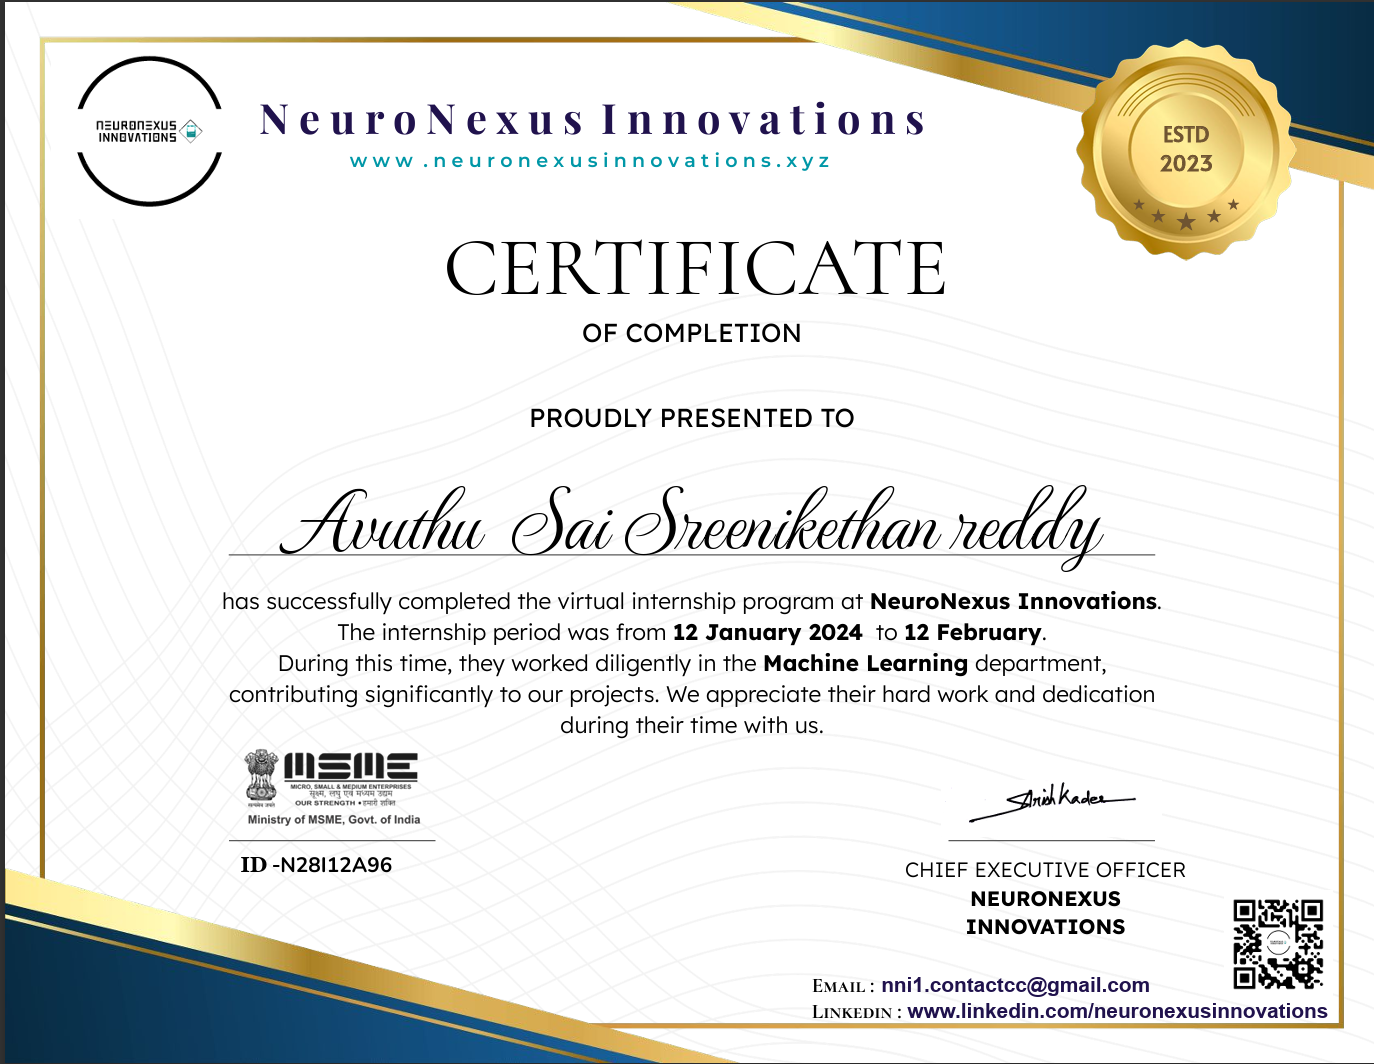 NEURONEXUS
INNOVATIONS
NeuroNexus Innovations
www .neuronexusinnovations.xyz
ESTD
2023
CERTIFICATE
OF COMPLETION
PROUDLY PRESENTED TO
Avuthu Sai Sreenikethan reddy
has successfully completed the virtual internship program at NeuroNexus Innovations.
The internship period was from 12 January 2024 to 12 February.
During this time, they worked diligently in the Machine Learning department,
contributing significantly to our projects. We appreciate their hard work and dedication
during their time with us.
MSME
MICRO, SMALL & MEDIUM ENTERPRISES
सूक्ष्म, लघु एवं मध्यम उद्यम
OUR STRENGTH • हमारी शक्ति
सत्यमेव जयते
Ministry of MSME, Govt. of India
ID -N28I12A96
CHIEF EXECUTIVE OFFICER
NEURONEXUS
INNOVATIONS
EMAIL : nni1.contactcc@gmail.com
LINKEDIN : www.linkedin.com/neuronexusinnovations